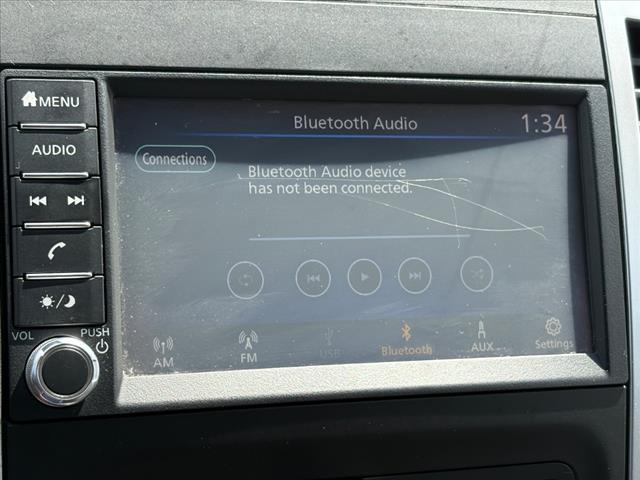 MENU
AUDIO
VOL
PUSH
Bluetooth Audio
1:34
Connections
Bluetooth Audio device
has not been connected.
AM
FM
USB
Bluetooth
AUX
Settings